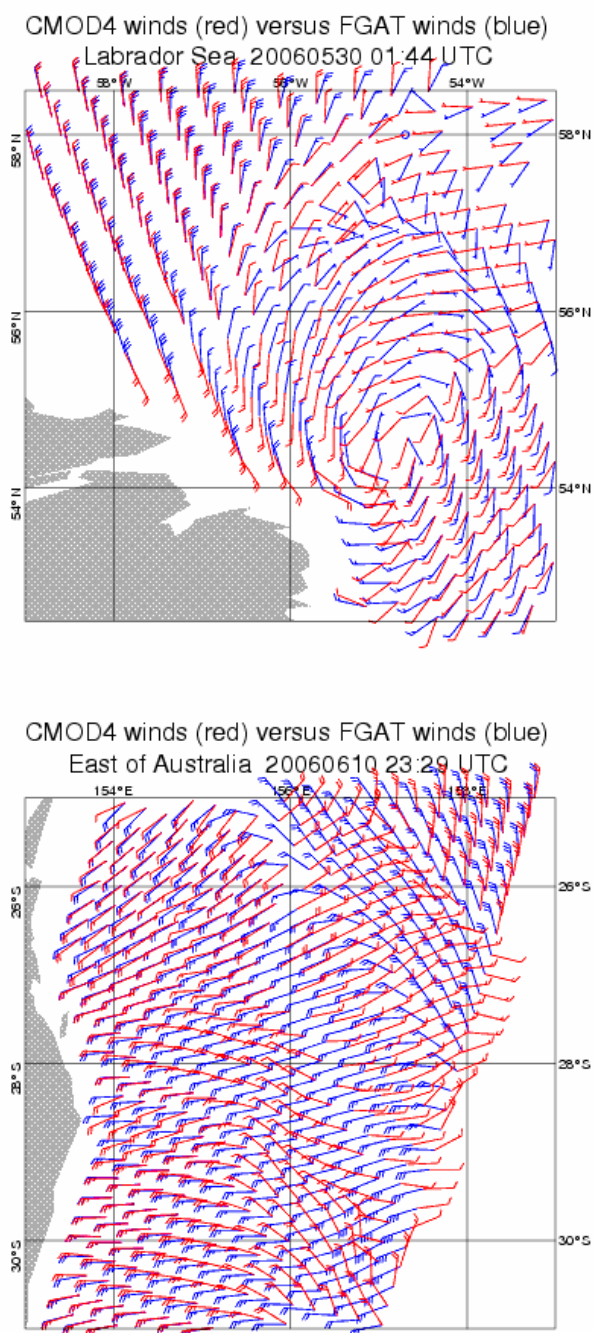 CMOD4 winds (red) versus FGAT winds (blue)
Labrador Sea 20060530 01:44 UTC
58°W 56°W 54°W
58°N 58°N
56°N 56°N
54°N 54°N
CMOD4 winds (red) versus FGAT winds (blue)
East of Australia 20060610 23:29 UTC
154°E 156°E 158°E
26°S 26°S
28°S 28°S
30°S 30°S